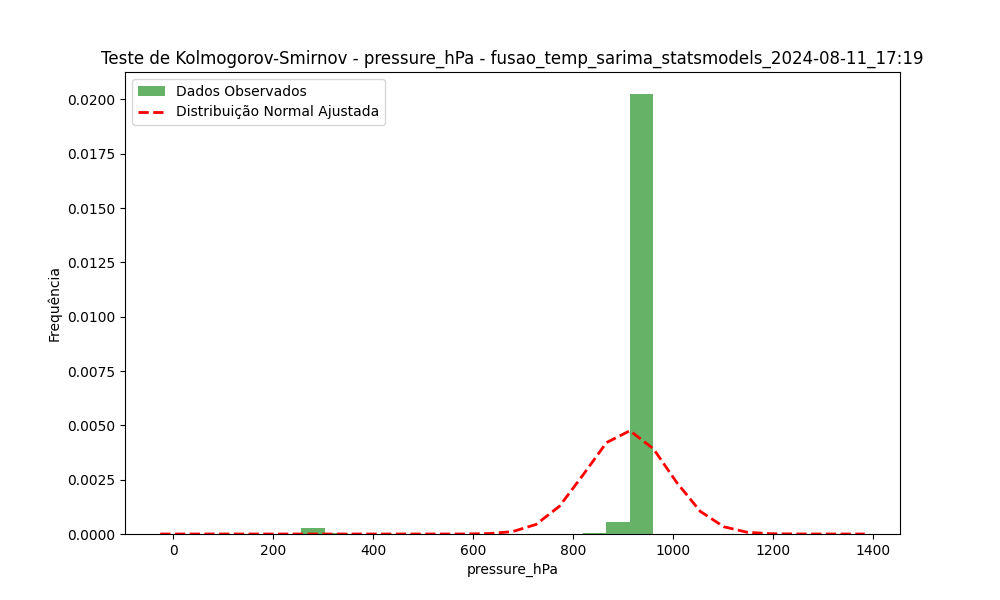 Teste de Kolmogorov-Smirnov - pressure_hPa - fusao_temp_sarima_statsmodels_2024-08-11_17:19
Dados Observados
Distribuição Normal Ajustada
Frequência
0.0200
0.0175
0.0150
0.0125
0.0100
0.0075
0.0050
0.0025
0.0000
0 200 400 600 800 1000 1200 1400
pressure_hPa